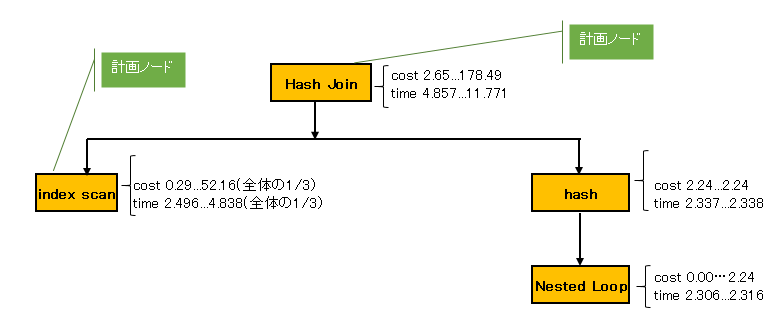 計画ノード
計画ノード
Hash Join
cost 2.65...178.49
time 4.857...11.771
index scan
cost 0.29...52.16(全体の1/3)
time 2.496...4.838(全体の1/3)
hash
cost 2.24...2.24
time 2.337...2.338
Nested Loop
cost 0.00…2.24
time 2.306...2.316